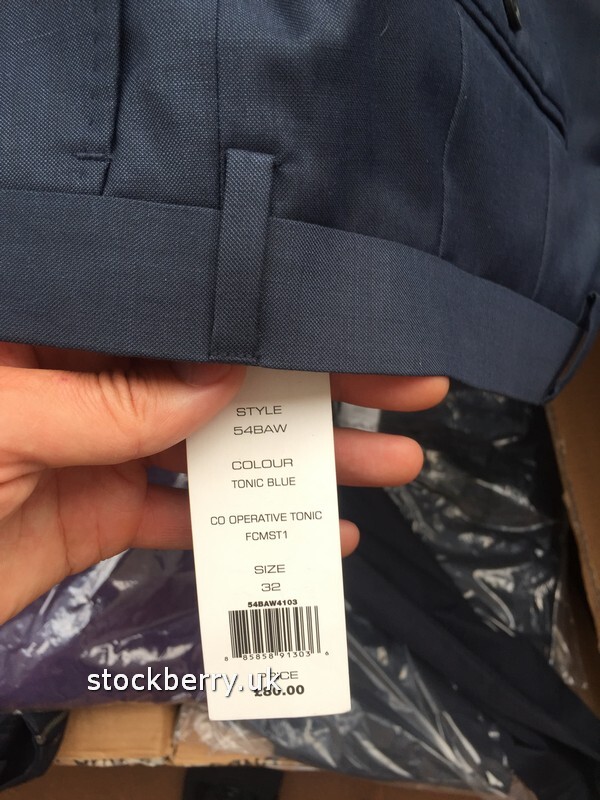 STYLE
54BAW
COLOUR
TONIC BLUE
CO OPERATIVE TONIC
FCMST1
SIZE
32
54BAW4103
8 85858 91303 6
stockberry.uk
£80.00